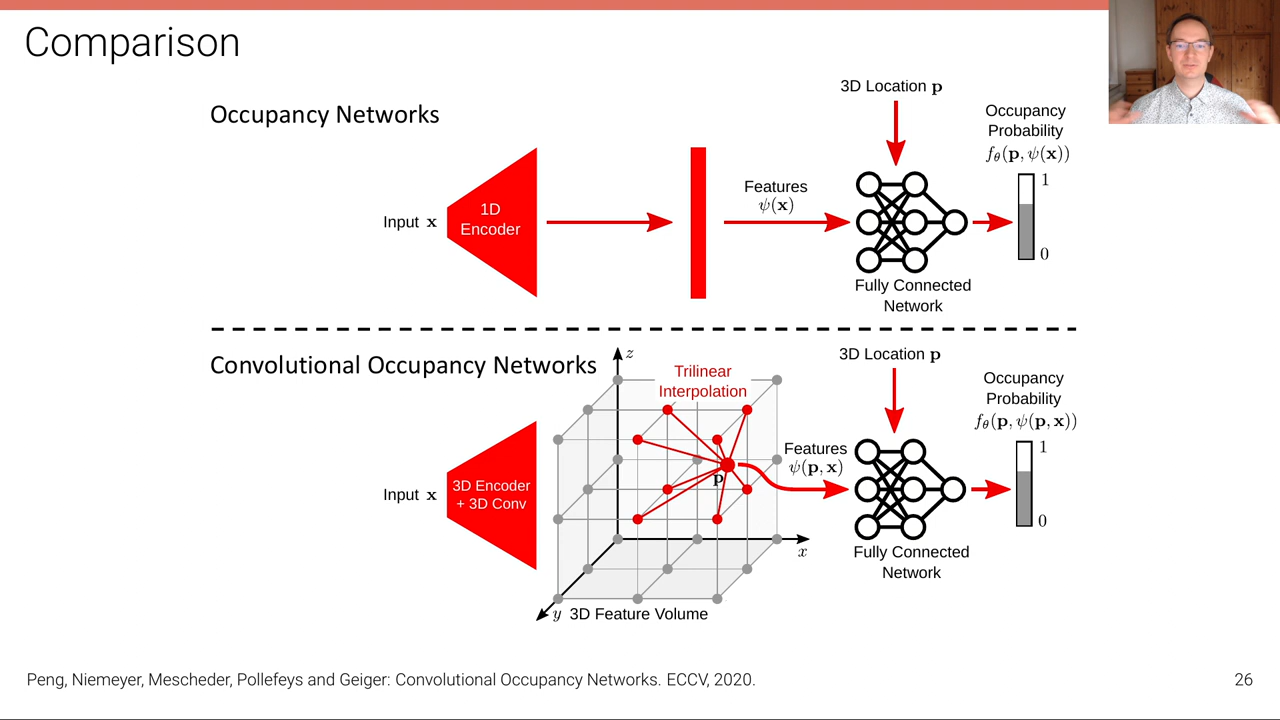 Comparison
Occupancy Networks
Input x
1D
Encoder
Features
ψ(x)
3D Location p
Fully Connected
Network
Occupancy
Probability
f_θ(p, ψ(x))
1
0
Convolutional Occupancy Networks
Input x
3D Encoder
+ 3D Conv
z
Trilinear
Interpolation
p
x
y
3D Feature Volume
Features
ψ(p, x)
3D Location p
Fully Connected
Network
Occupancy
Probability
f_θ(p, ψ(p, x))
1
0
Peng, Niemeyer, Mescheder, Pollefeys and Geiger: Convolutional Occupancy Networks. ECCV, 2020.
26